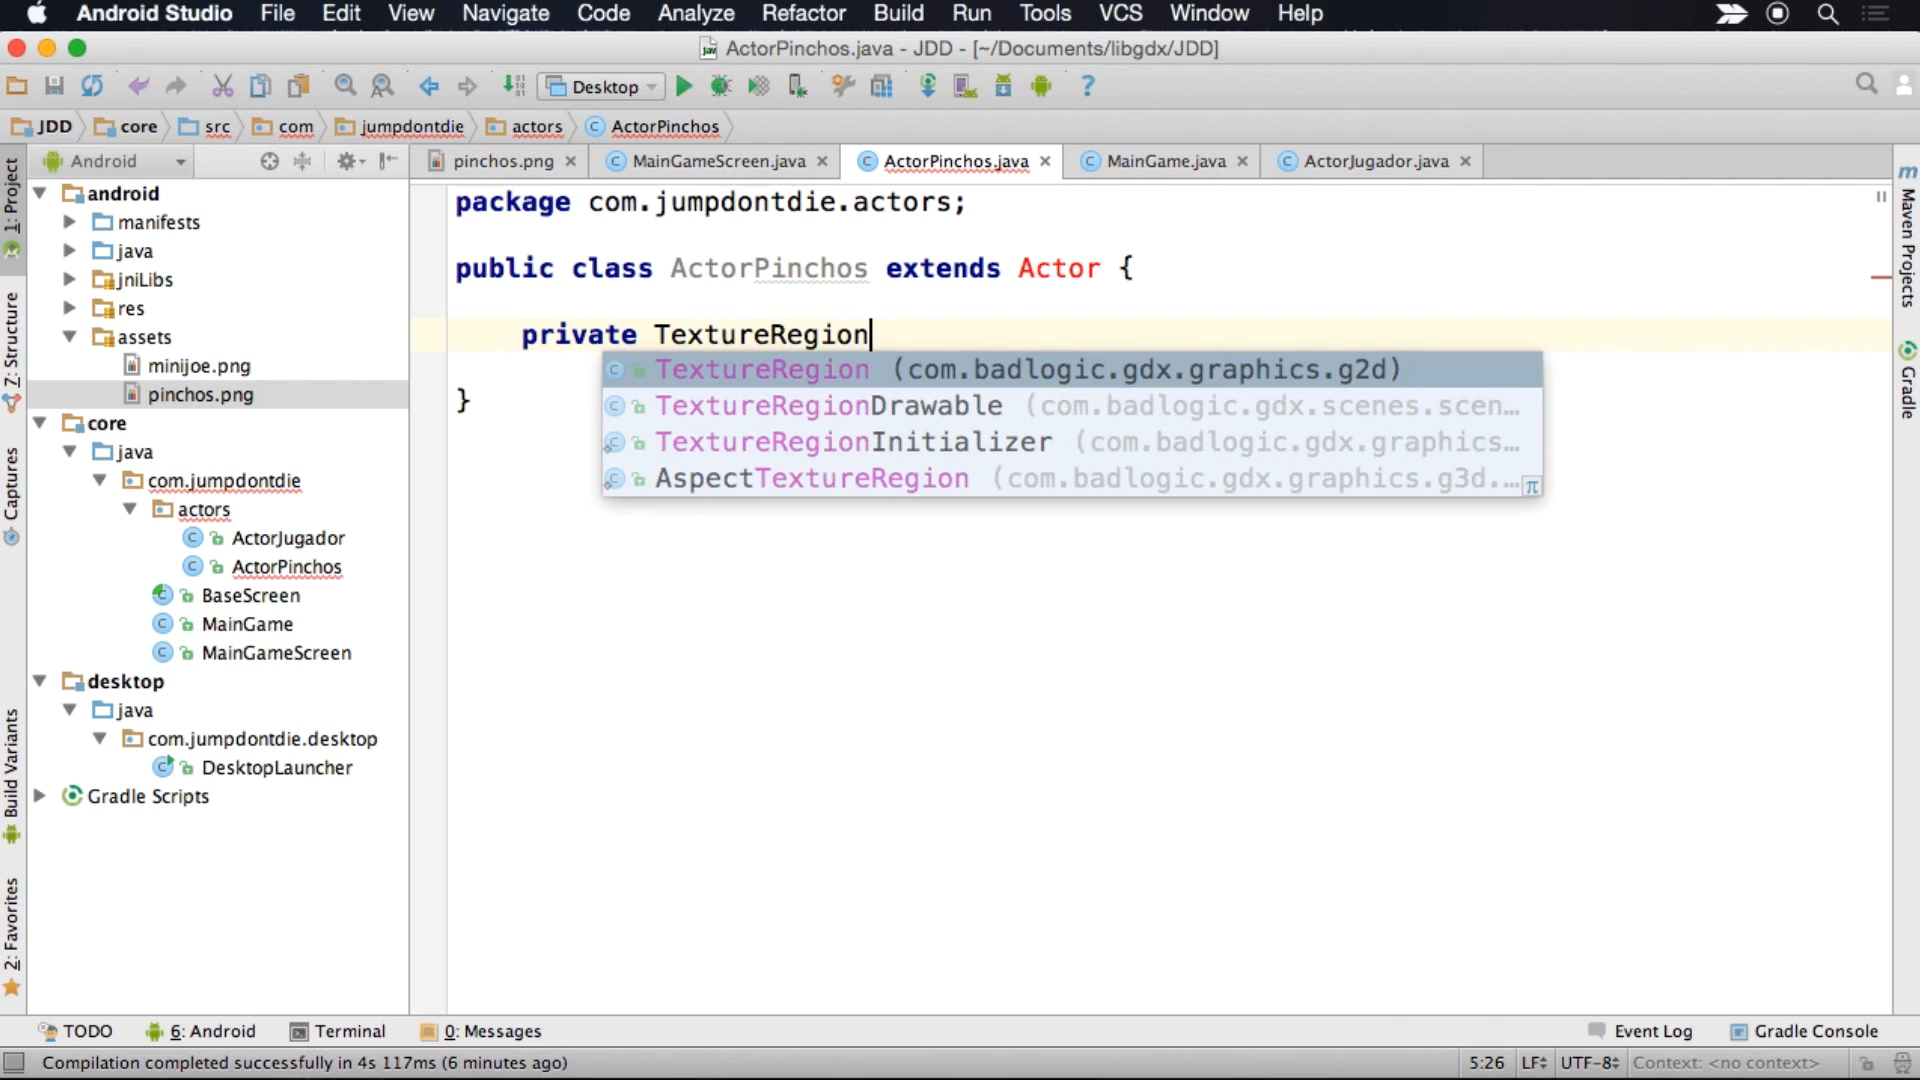 Android Studio File Edit View Navigate Code Analyze Refactor Build Run Tools VCS Window Help
ActorPinchos.java - JDD - [~/Documents/libgdx/JDD]
Desktop
JDD core src com jumpdontdie actors ActorPinchos
Android
pinchos.png MainGameScreen.java ActorPinchos.java MainGame.java ActorJugador.java
1: Project
7: Structure
Captures
Build Variants
2: Favorites
android
manifests
java
jniLibs
res
assets
minijoe.png
pinchos.png
core
java
com.jumpdontdie
actors
ActorJugador
ActorPinchos
BaseScreen
MainGame
MainGameScreen
desktop
java
com.jumpdontdie.desktop
DesktopLauncher
Gradle Scripts
package com.jumpdontdie.actors;
public class ActorPinchos extends Actor {
private TextureRegion
TextureRegion (com.badlogic.gdx.graphics.g2d)
TextureRegionDrawable (com.badlogic.gdx.scenes.scen…
TextureRegionInitializer (com.badlogic.gdx.graphics…
AspectTextureRegion (com.badlogic.gdx.graphics.g3d.…
π
}
Maven Projects
Gradle
TODO 6: Android Terminal 0: Messages Event Log Gradle Console
Compilation completed successfully in 4s 117ms (6 minutes ago) 5:26 LF UTF-8 Context: <no context>